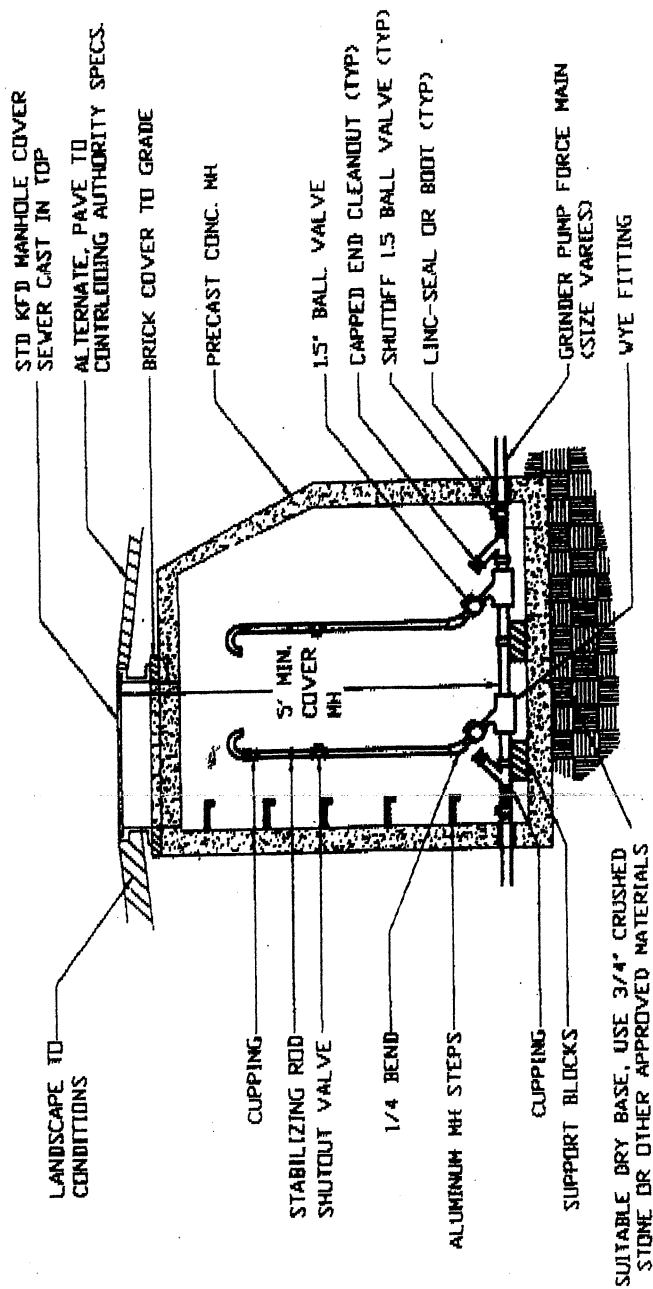 STD KFD MANHOLE COVER
SEWER CAST IN TOP
ALTERNATE, PAVE TO
CONTRLODING AUTHORITY SPECS.
BRICK COVER TO GRADE
PRECAST CONC. MH
1.5" BALL VALVE
CAPPED END CLEANOUT (TYP)
SHUTOFF 1.5 BALL VALVE (TYP)
LINC-SEAL OR BOOT (TYP)
GRINDER PUMP FORCE MAIN
(SIZE VARIES)
WYE FITTING
5' MIN.
COVER
MH
LANDSCAPE TO
CONDITIONS
CUPPING
STABILIZING ROD
SHUTOUT VALVE
1/4 BEND
ALUMINUM MH STEPS
CUPPING
SUPPORT BLOCKS
SUITABLE DRY BASE, USE 3/4" CRUSHED
STONE OR OTHER APPROVED MATERIALS